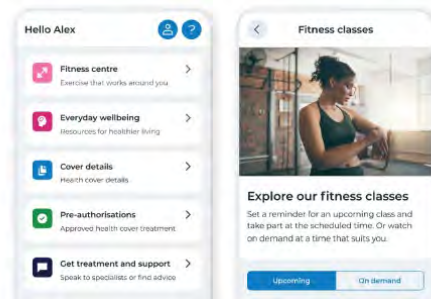 Hello Alex
?
Fitness centre
Exercise that works around you
Everyday wellbeing
Resources for healthier living
Cover details
Health cover details
Pre-authorisations
Approved health cover treatment
Get treatment and support
Speak to specialists or find advice
Fitness classes
Explore our fitness classes
Set a reminder for an upcoming class and
take part at the scheduled time. Or watch
on demand at a time that suits you.
Upcoming
On demand